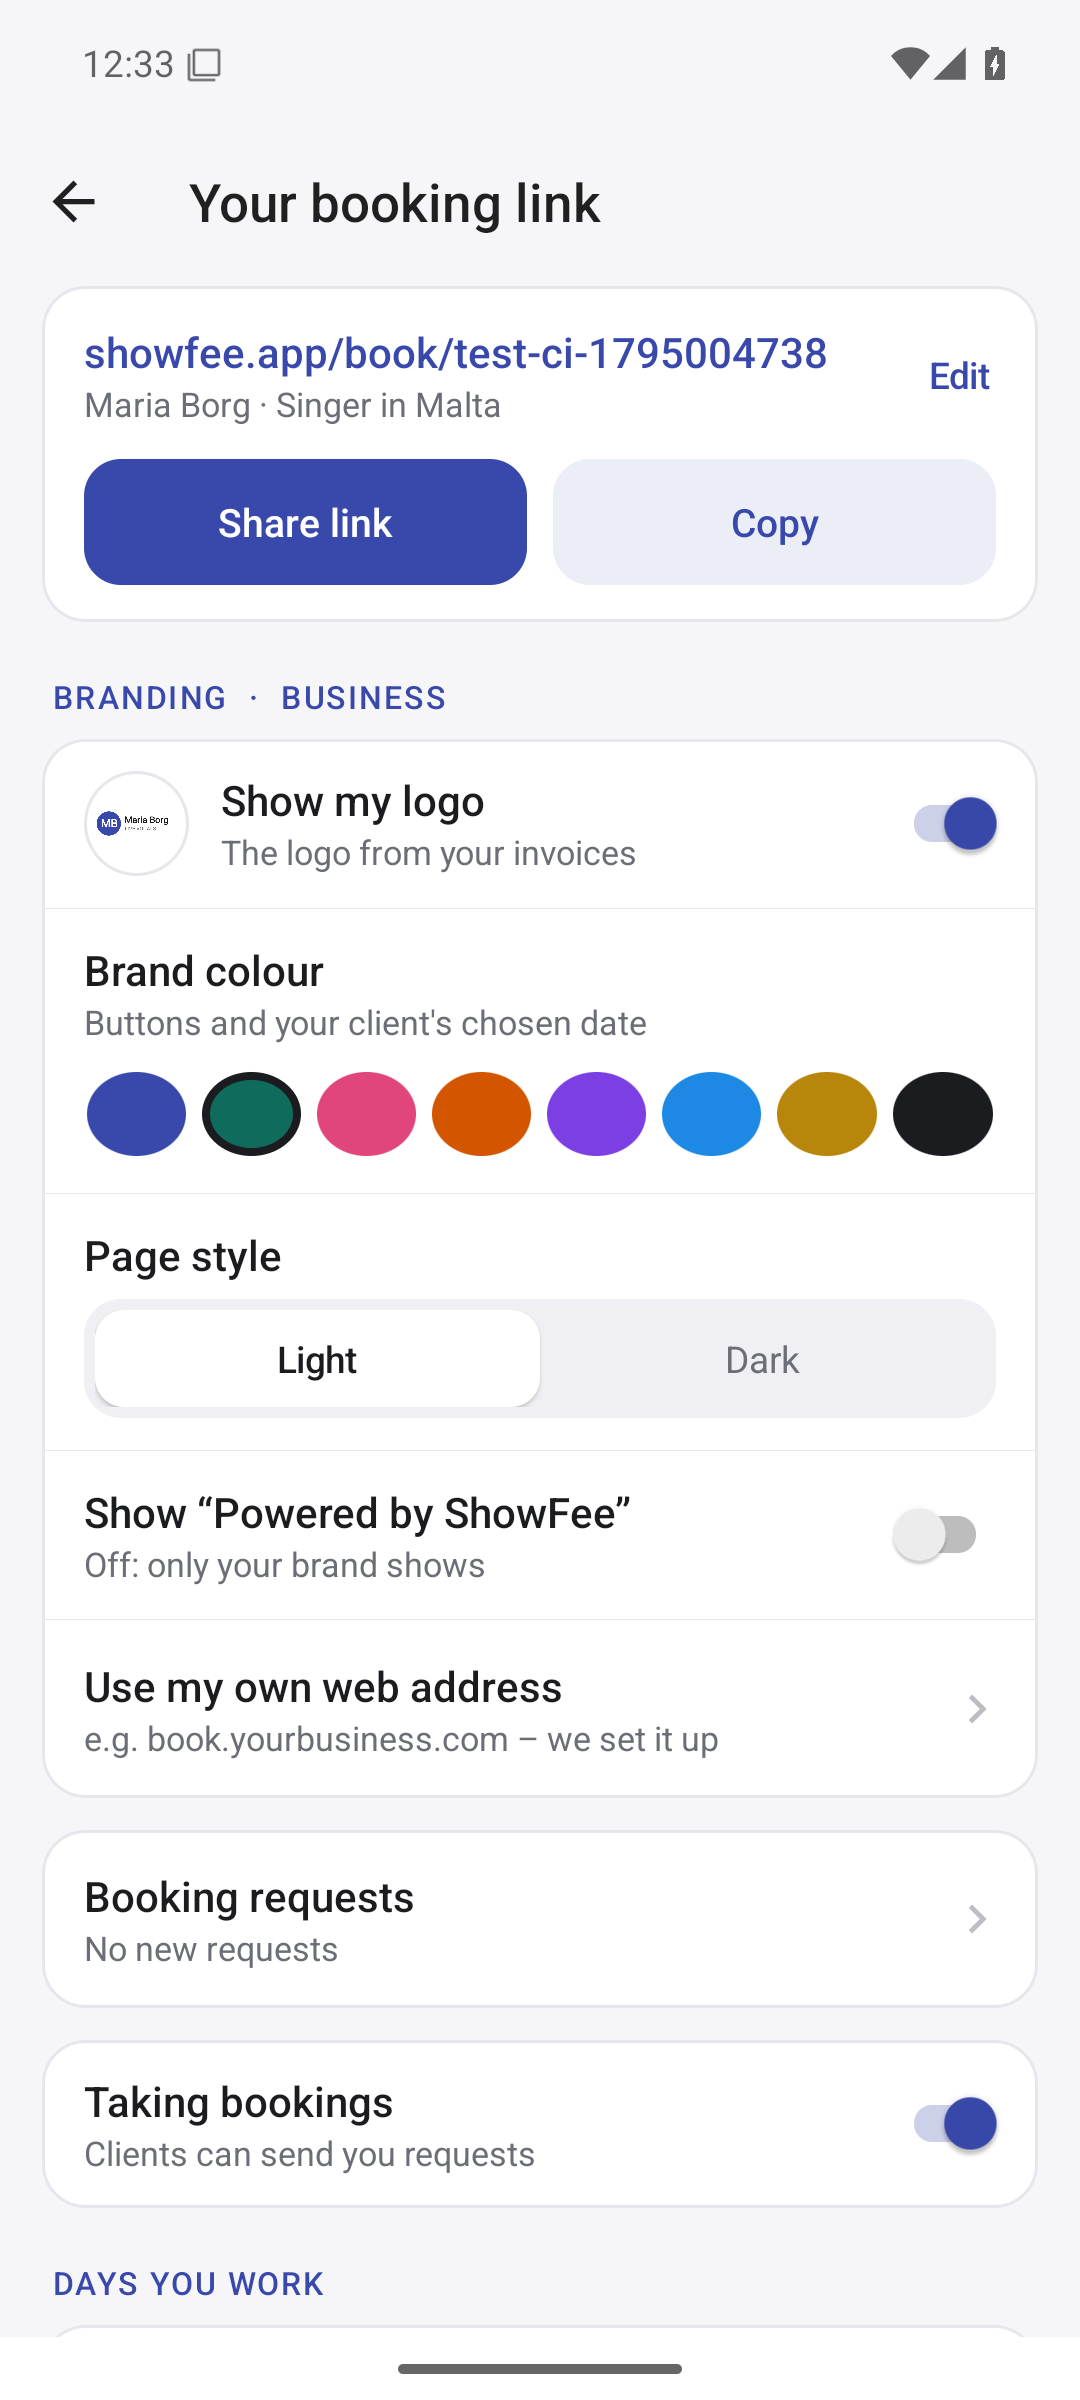 12:33
Your booking link
showfee.app/book/test-ci-1795004738
Maria Borg · Singer in Malta
Edit
Share link
Copy
BRANDING · BUSINESS
MB Maria Borg
Show my logo
The logo from your invoices
Brand colour
Buttons and your client's chosen date
Page style
Light
Dark
Show “Powered by ShowFee”
Off: only your brand shows
Use my own web address
e.g. book.yourbusiness.com – we set it up
Booking requests
No new requests
Taking bookings
Clients can send you requests
DAYS YOU WORK